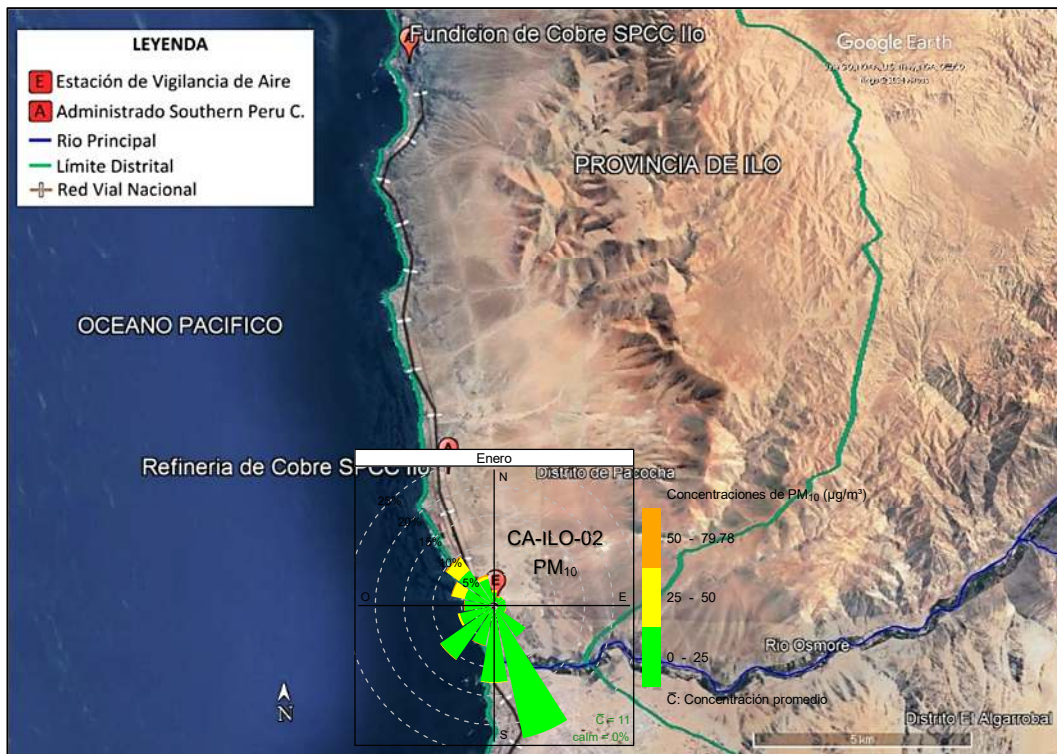 LEYENDA
E Estación de Vigilancia de Aire
A Administrado Southern Peru C.
Rio Principal
Límite Distrital
Red Vial Nacional
Fundicion de Cobre SPCC Ilo
Google Earth
PROVINCIA DE ILO
OCEANO PACIFICO
A
Refineria de Cobre SPCC Ilo
Distrito de Pacocha
Enero
N
25%
20%
15%
10%
5%
CA-ILO-02
PM₁₀
E
O
E
S
C̅ = 11
calm = 0%
Concentraciones de PM₁₀ (µg/m³)
50 - 79.78
25 - 50
0 - 25
C̅: Concentración promedio
Rio Osmore
Distrito El Algarrobal
5 km
N